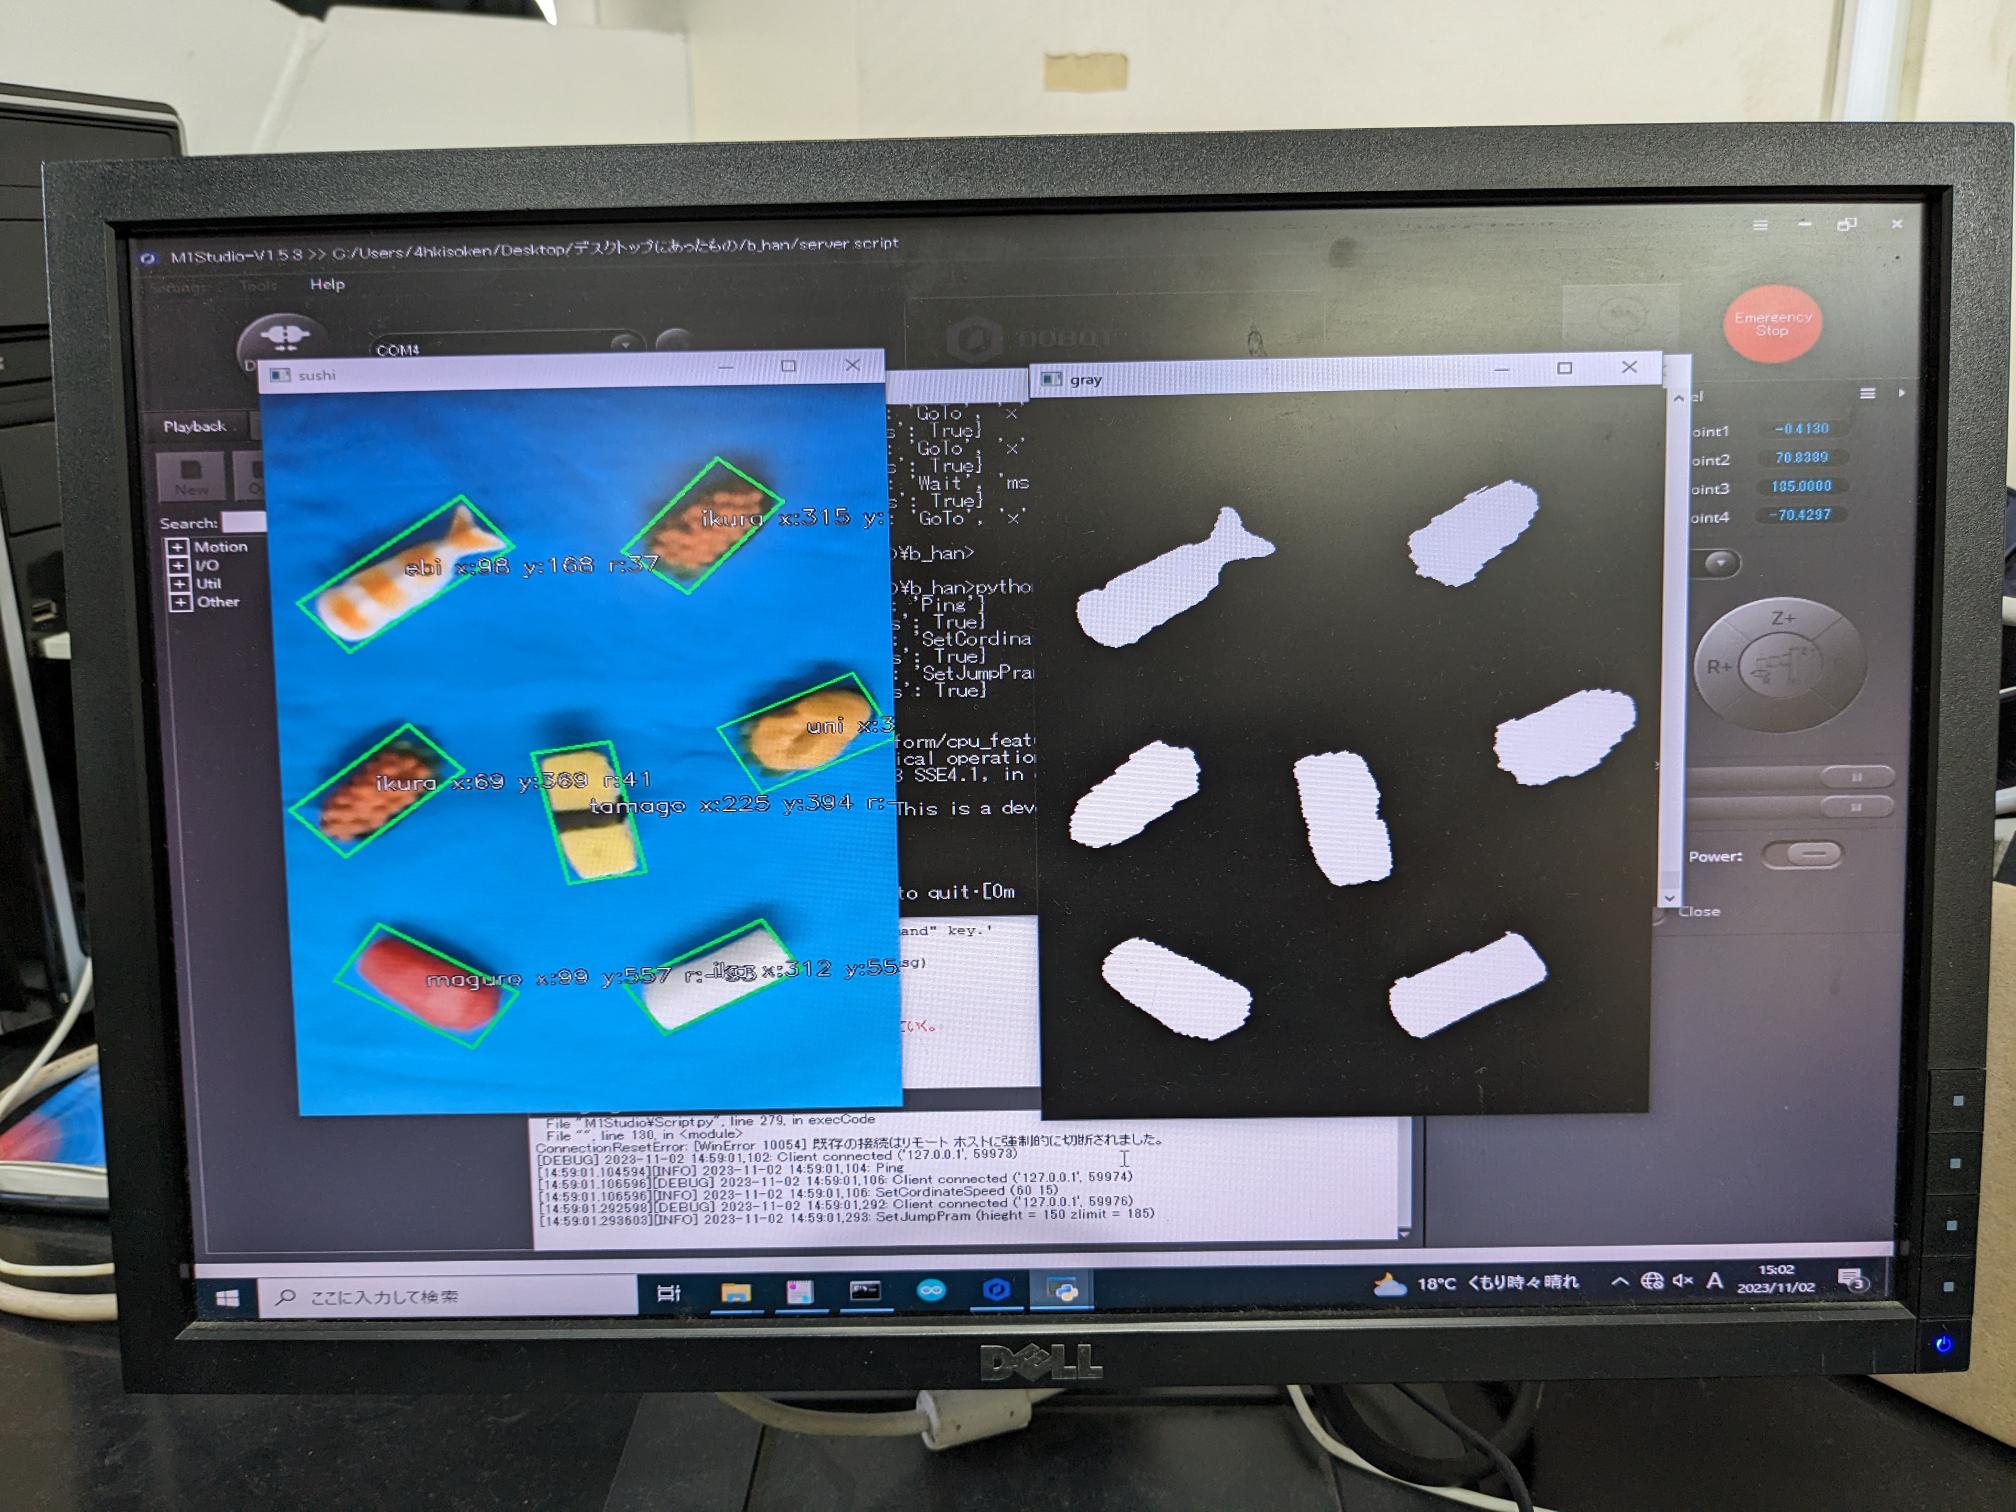 M1Studio-V1.5.3 >> C:/Users/4hkisoken/Desktop/デスクトップにあったもの/b_han/server.script
Settings Tools Help
COM4
DOBOT
Emergency
Stop
sushi
gray
Playback
New
Search:
Motion
I/O
Util
Other
ebi x:98 y:168 r:37
ikura x:315 y:
uni x:3
ikura x:69 y:369 r:41
tamago x:225 y:394 r:-
maguro x:99 y:557
x:312 y:55
'GoTo', 'x'
: True}
'GoTo', 'x'
: True}
'Wait', 'ms
: True}
'GoTo', 'x'
¥b_han>
¥b_han>pytho
'Ping'}
: True}
'SetCordina
: True}
'SetJumpPra
: True}
form/cpu_feat
ical operatio
SSE4.1, in
This is a dev
to quit·[0m
and" key.'
sg)
oint1 -0.4130
oint2 70.8389
oint3 185.0000
oint4 -70.4297
Z+
R+
Power:
Close
File "M1Studio¥Script.py", line 279, in execCode
File "", line 130, in <module>
ConnectionResetError: [WinError 10054] 既存の接続はリモート ホストに強制的に切断されました。
[DEBUG] 2023-11-02 14:59:01,102: Client connected ('127.0.0.1', 59973)
[14:59:01.104594][INFO] 2023-11-02 14:59:01,104: Ping
[14:59:01.106596][DEBUG] 2023-11-02 14:59:01,106: Client connected ('127.0.0.1', 59974)
[14:59:01.106596][INFO] 2023-11-02 14:59:01,106: SetCordinateSpeed (60 15)
[14:59:01.292598][DEBUG] 2023-11-02 14:59:01,292: Client connected ('127.0.0.1', 59976)
[14:59:01.293603][INFO] 2023-11-02 14:59:01,293: SetJumpPram (hieght = 150 zlimit = 185)
ここに入力して検索
18°C くもり時々晴れ
A
15:02
2023/11/02
3
DELL